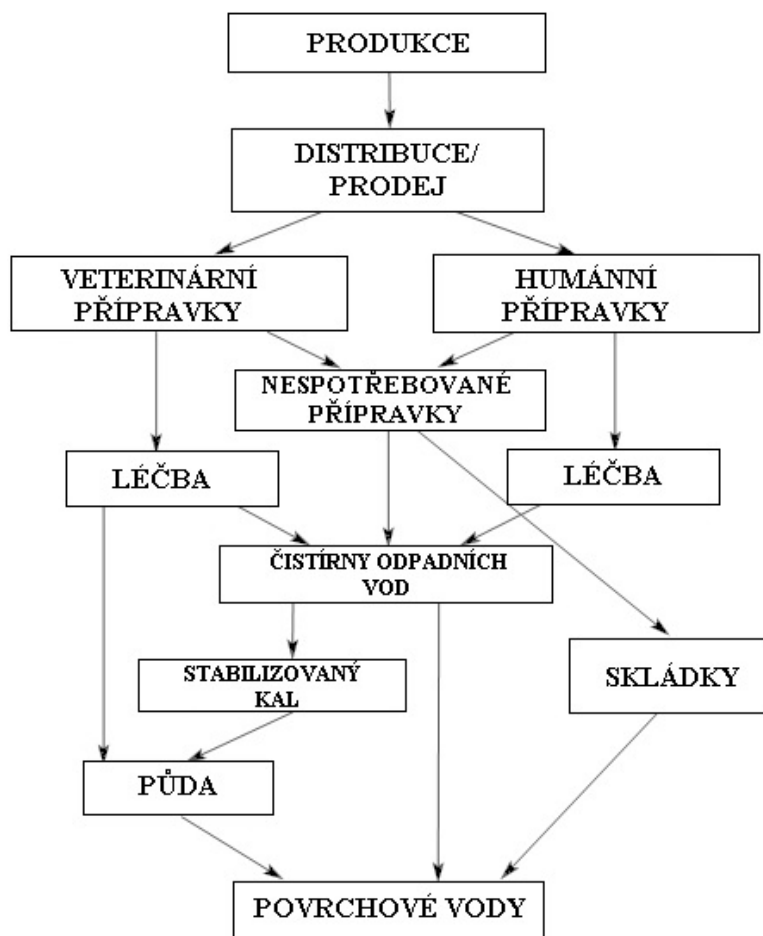 PRODUKCE
DISTRIBUCE/
PRODEJ
VETERINÁRNÍ
PŘÍPRAVKY
HUMÁNNÍ
PŘÍPRAVKY
NESPOTŘEBOVANÉ
PŘÍPRAVKY
LÉČBA
LÉČBA
ČISTÍRNY ODPADNÍCH
VOD
STABILIZOVANÝ
KAL
SKLÁDKY
PŮDA
POVRCHOVÉ VODY